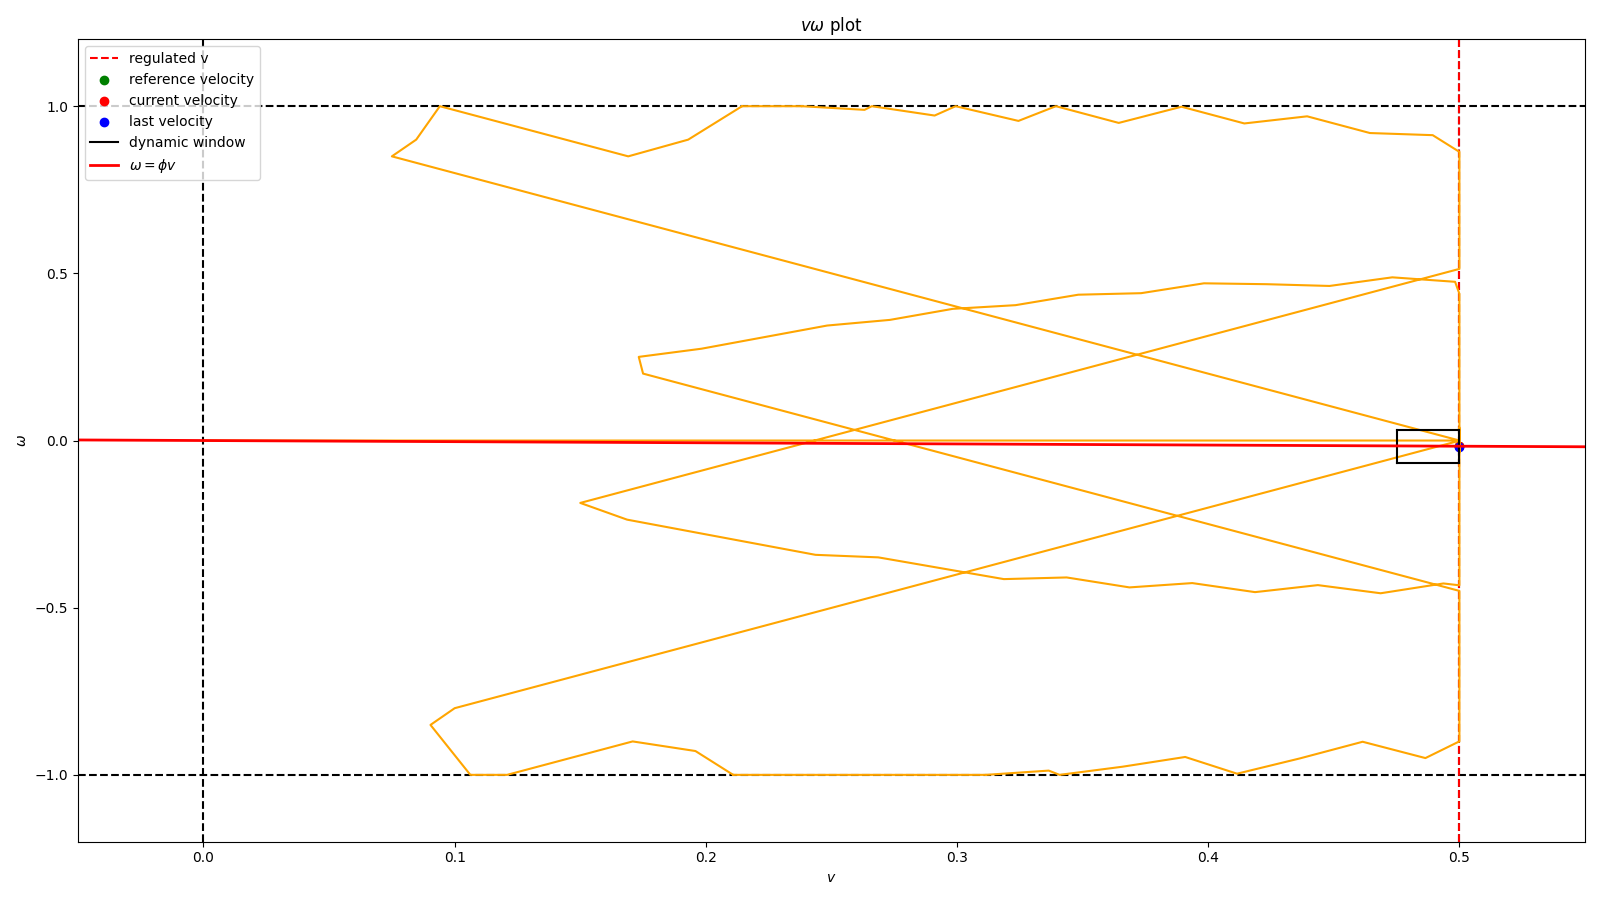 vω plot
regulated v
reference velocity
current velocity
last velocity
dynamic window
ω = ϕv
1.0
0.5
0.0
−0.5
−1.0
ω
0.0 0.1 0.2 0.3 0.4 0.5
v